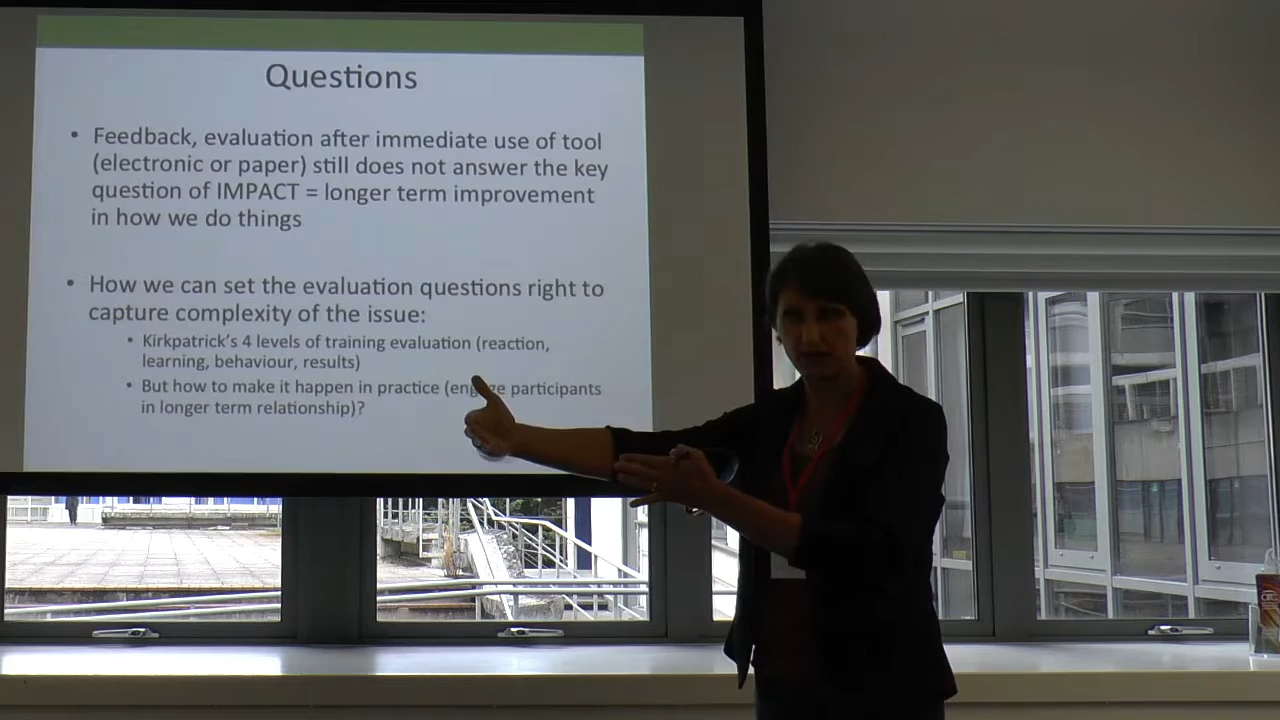 Questions
• Feedback, evaluation after immediate use of tool
(electronic or paper) still does not answer the key
question of IMPACT = longer term improvement
in how we do things
• How we can set the evaluation questions right to
capture complexity of the issue:
• Kirkpatrick's 4 levels of training evaluation (reaction,
learning, behaviour, results)
• But how to make it happen in practice (engage participants
in longer term relationship)?